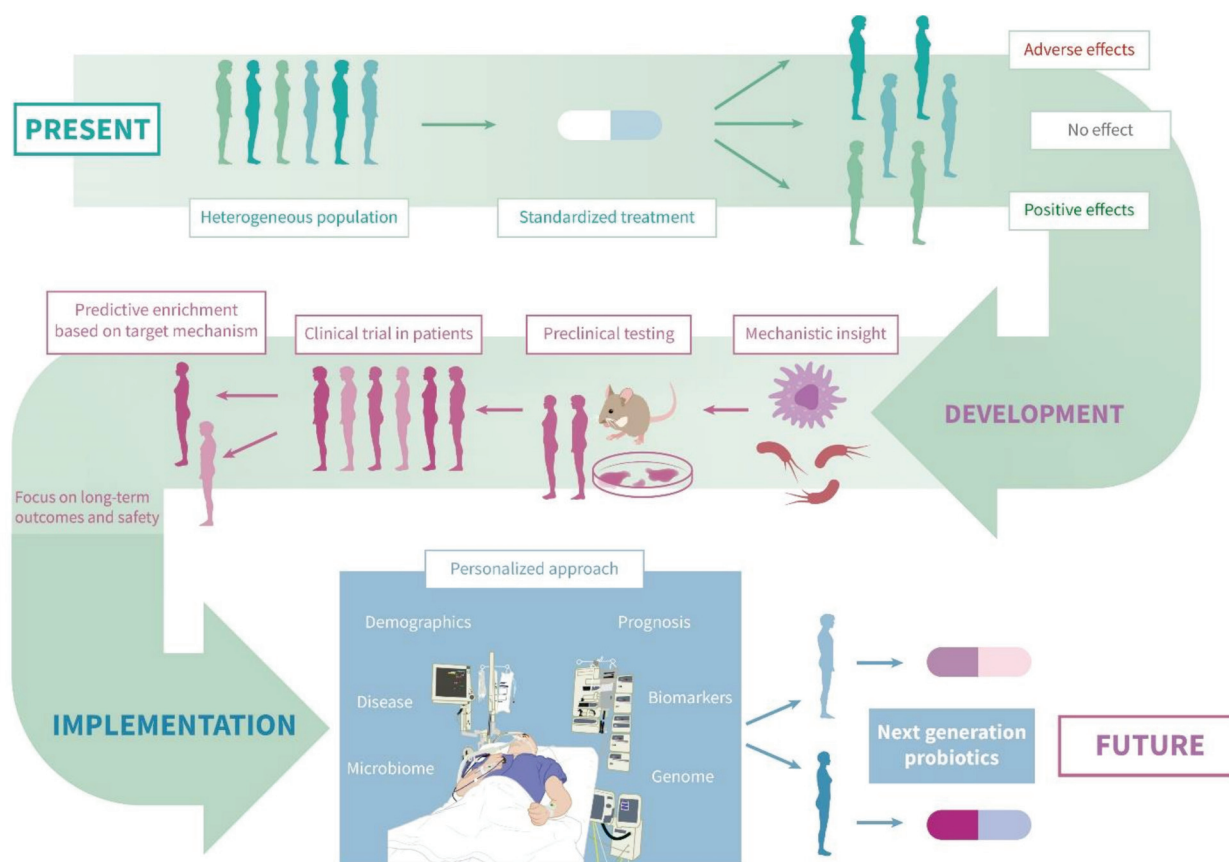 PRESENT
Heterogeneous population
Standardized treatment
Adverse effects
No effect
Positive effects
Predictive enrichment
based on target mechanism
Clinical trial in patients
Preclinical testing
Mechanistic insight
DEVELOPMENT
Focus on long-term
outcomes and safety
IMPLEMENTATION
Personalized approach
Demographics
Prognosis
Disease
Biomarkers
Microbiome
Genome
Next generation
probiotics
FUTURE